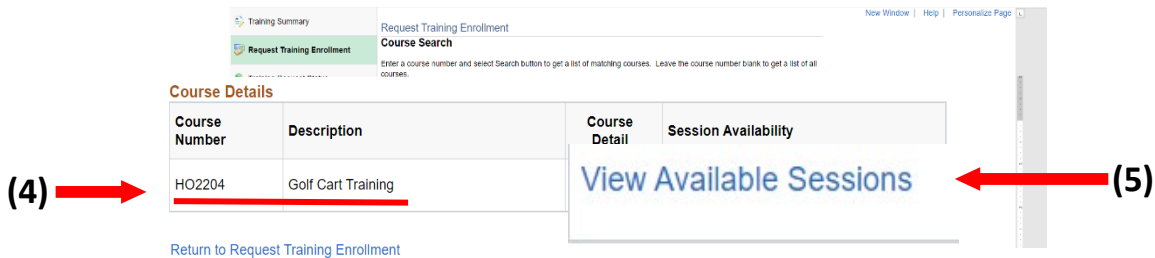 New Window | Help | Personalize Page
Training Summary
Request Training Enrollment
Request Training Enrollment
Course Search
Enter a course number and select Search button to get a list of matching courses. Leave the course number blank to get a list of all
courses.
Course Details
Course Number
Description
Course Detail
Session Availability
(4)
HO2204
Golf Cart Training
View Available Sessions
(5)
Return to Request Training Enrollment